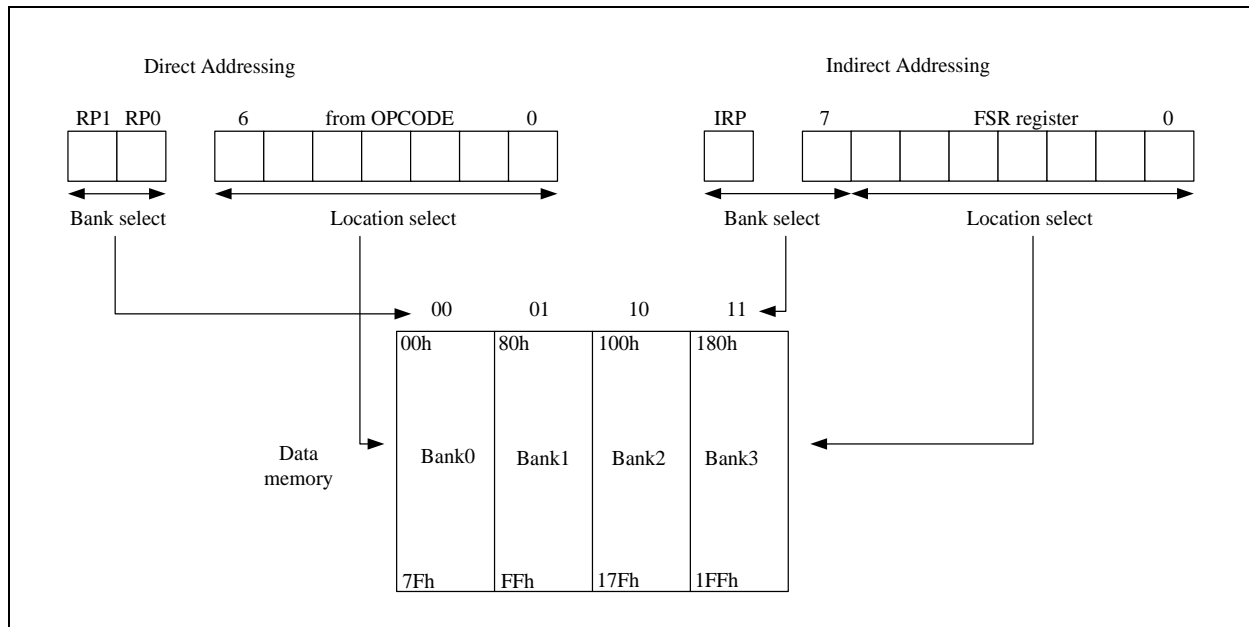 Direct Addressing
Indirect Addressing
RP1 RP0
6 from OPCODE 0
IRP
7 FSR register 0
Bank select
Location select
Bank select
Location select
00 01 10 11
00h 80h 100h 180h
Data
memory
Bank0 Bank1 Bank2 Bank3
7Fh FFh 17Fh 1FFh